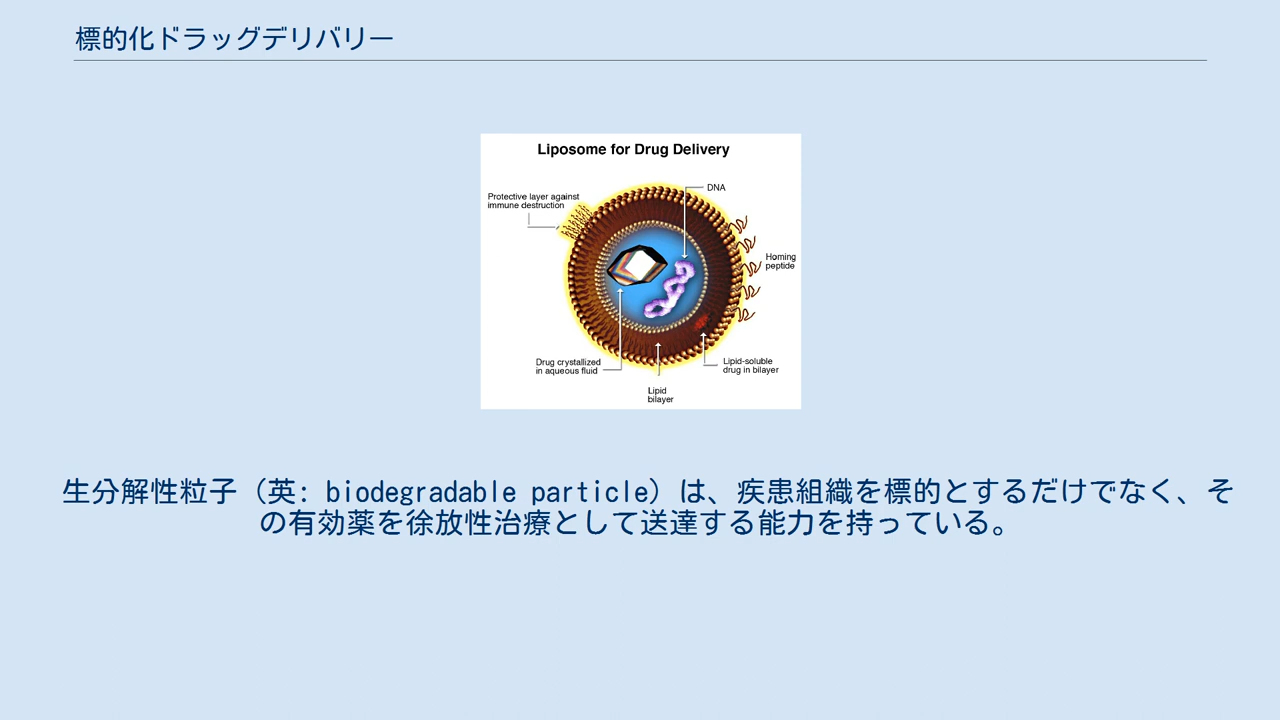 標的化ドラッグデリバリー
Liposome for Drug Delivery
DNA
Protective layer against
immune destruction
Homing
peptide
Drug crystallized
in aqueous fluid
Lipid-soluble
drug in bilayer
Lipid
bilayer
生分解性粒子（英: biodegradable particle）は、疾患組織を標的とするだけでなく、そ
の有効薬を徐放性治療として送達する能力を持っている。